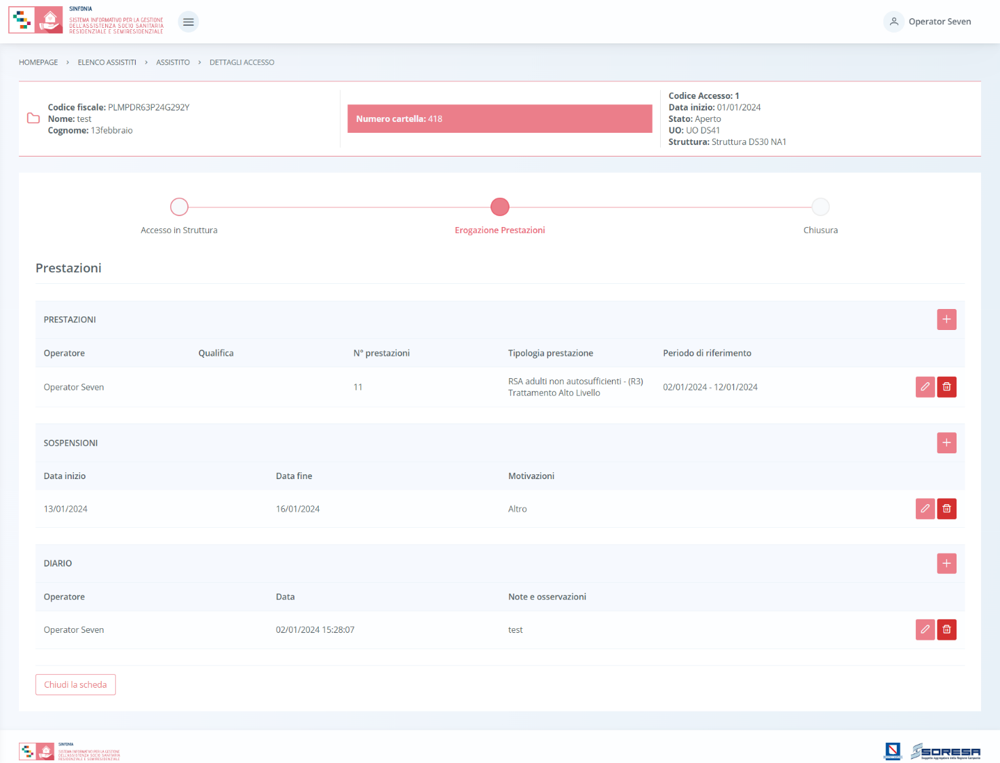 SINFONIA
SISTEMA INFORMATIVO PER LA GESTIONE
DELL'ASSISTENZA SOCIO SANITARIA
RESIDENZIALE E SEMIRESIDENZIALE
Operator Seven
HOMEPAGE > ELENCO ASSISTITI > ASSISTITO > DETTAGLI ACCESSO
Codice fiscale: PLMPDR63P24G292Y
Nome: test
Cognome: 13febbraio
Numero cartella: 418
Codice Accesso: 1
Data inizio: 01/01/2024
Stato: Aperto
UO: UO DS41
Struttura: Struttura DS30 NA1
Accesso in Struttura
Erogazione Prestazioni
Chiusura
Prestazioni
PRESTAZIONI
Operatore Qualifica N° prestazioni Tipologia prestazione Periodo di riferimento
Operator Seven 11 RSA adulti non autosufficienti - (R3) 02/01/2024 - 12/01/2024
Trattamento Alto Livello
SOSPENSIONI
Data inizio Data fine Motivazioni
13/01/2024 16/01/2024 Altro
DIARIO
Operatore Data Note e osservazioni
Operator Seven 02/01/2024 15:28:07 test
Chiudi la scheda
SINFONIA
SISTEMA INFORMATIVO PER LA GESTIONE
DELL'ASSISTENZA SOCIO SANITARIA
RESIDENZIALE E SEMIRESIDENZIALE
SORESA
Soggetto Aggregatore della Regione Campania